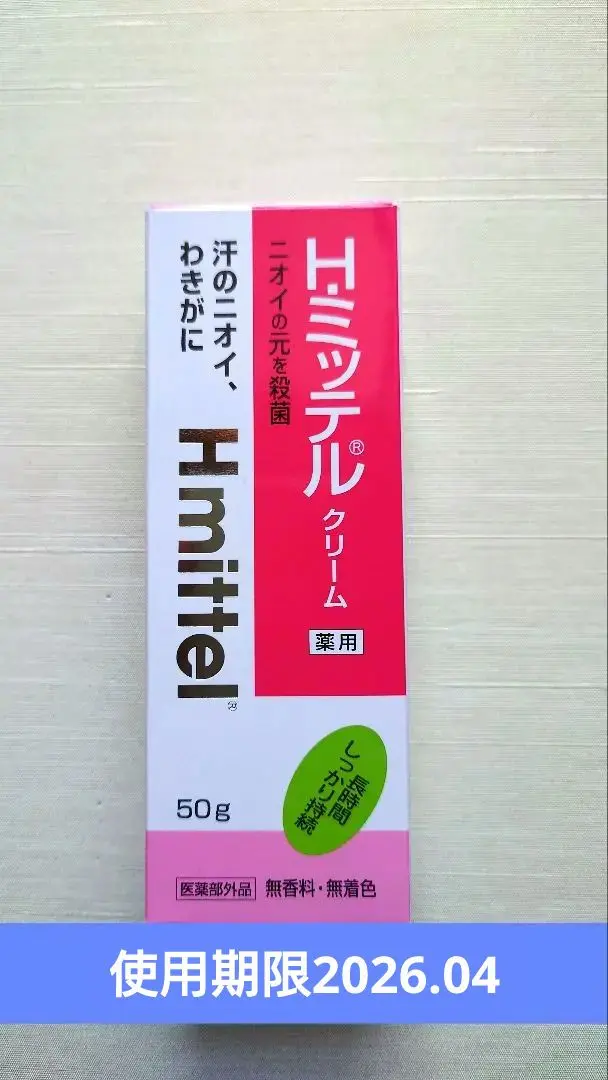 H・ミッテル®
クリーム
薬用
ニオイの元を殺菌
汗のニオイ、
わきがに
Hmittel®
長時間
しっかり持続
50g
医薬部外品 無香料・無着色
使用期限2026.04